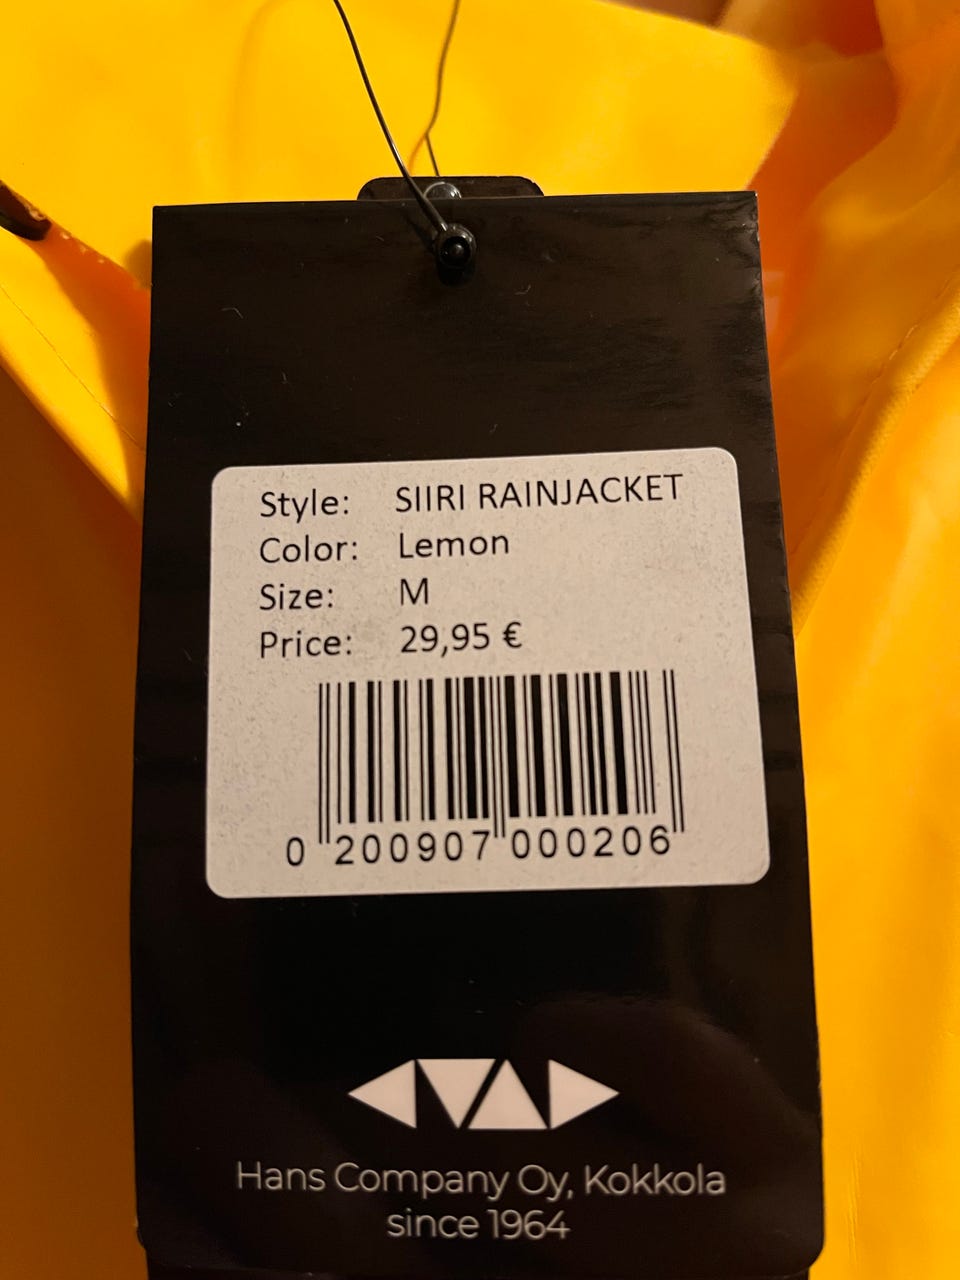 Style: SIIRI RAINJACKET
Color: Lemon
Size: M
Price: 29,95 €
0 200907 000206
Hans Company Oy, Kokkola
since 1964